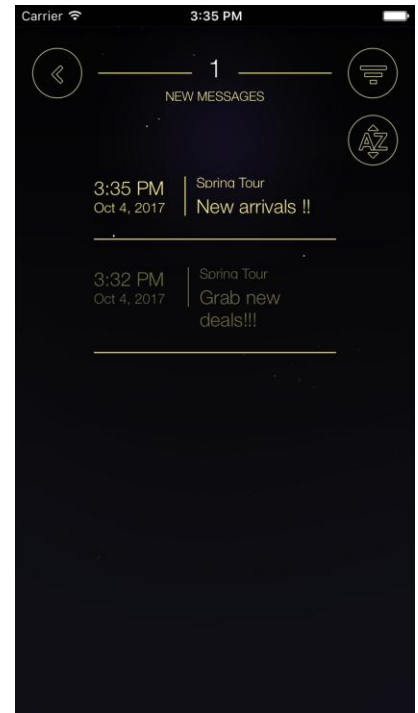 Carrier 3:35 PM
1
NEW MESSAGES
AZ
3:35 PM
Oct 4, 2017
Spring Tour
New arrivals !!
3:32 PM
Oct 4, 2017
Spring Tour
Grab new
deals!!!